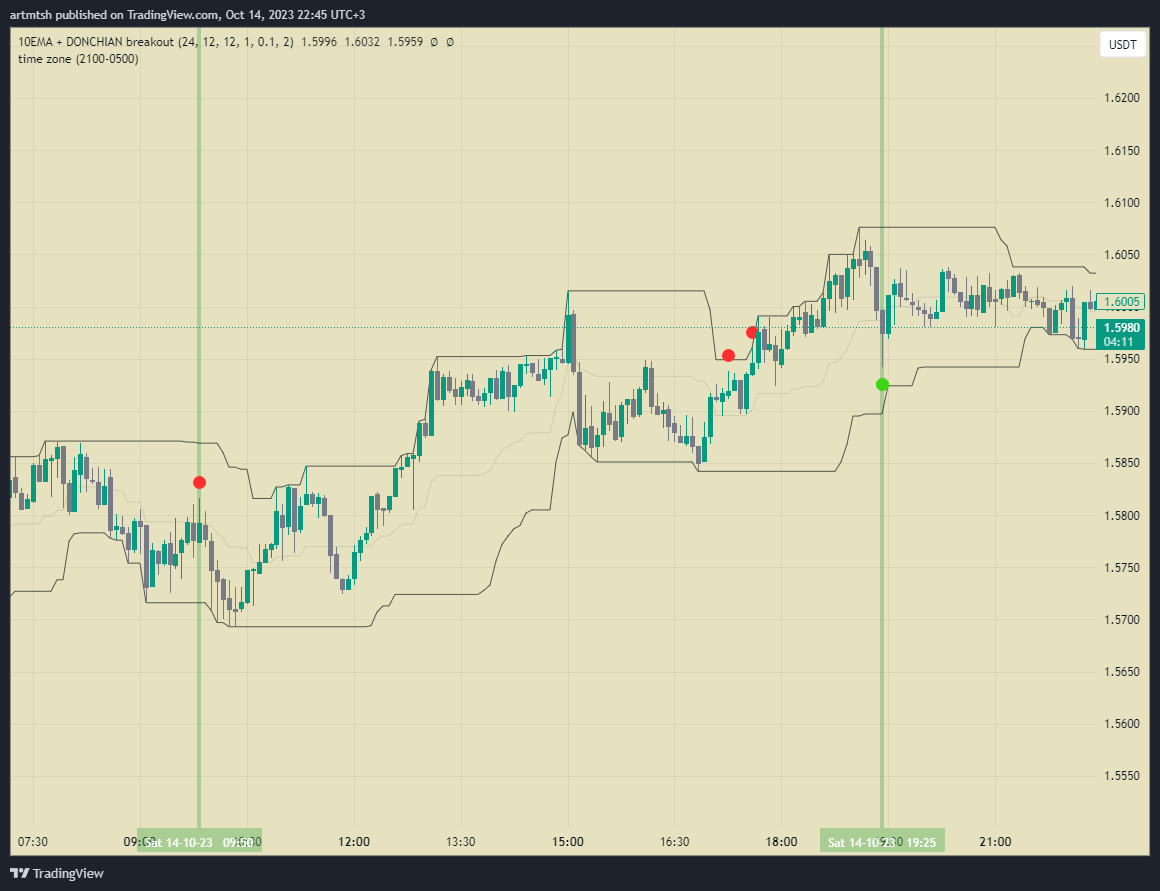 artmtsh published on TradingView.com, Oct 14, 2023 22:45 UTC+3
10EMA + DONCHIAN breakout (24, 12, 12, 1, 0.1, 2) 1.5996 1.6032 1.5959 Ø Ø
time zone (2100-0500)
USDT
1.6200
1.6150
1.6100
1.6050
1.6005
1.5980
04:11
1.5950
1.5900
1.5850
1.5800
1.5750
1.5700
1.5650
1.5600
1.5550
07:30 Sat 14-10-23 09:50 12:00 13:30 15:00 16:30 18:00 Sat 14-10-23 19:25 21:00
TradingView